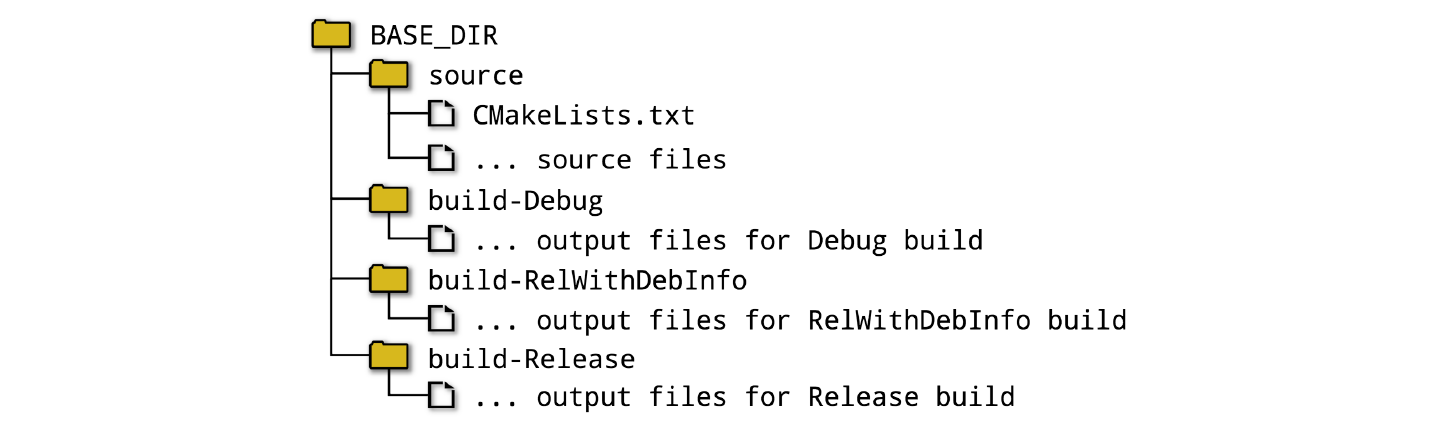 BASE_DIR
source
CMakeLists.txt
... source files
build-Debug
... output files for Debug build
build-RelWithDebInfo
... output files for RelWithDebInfo build
build-Release
... output files for Release build